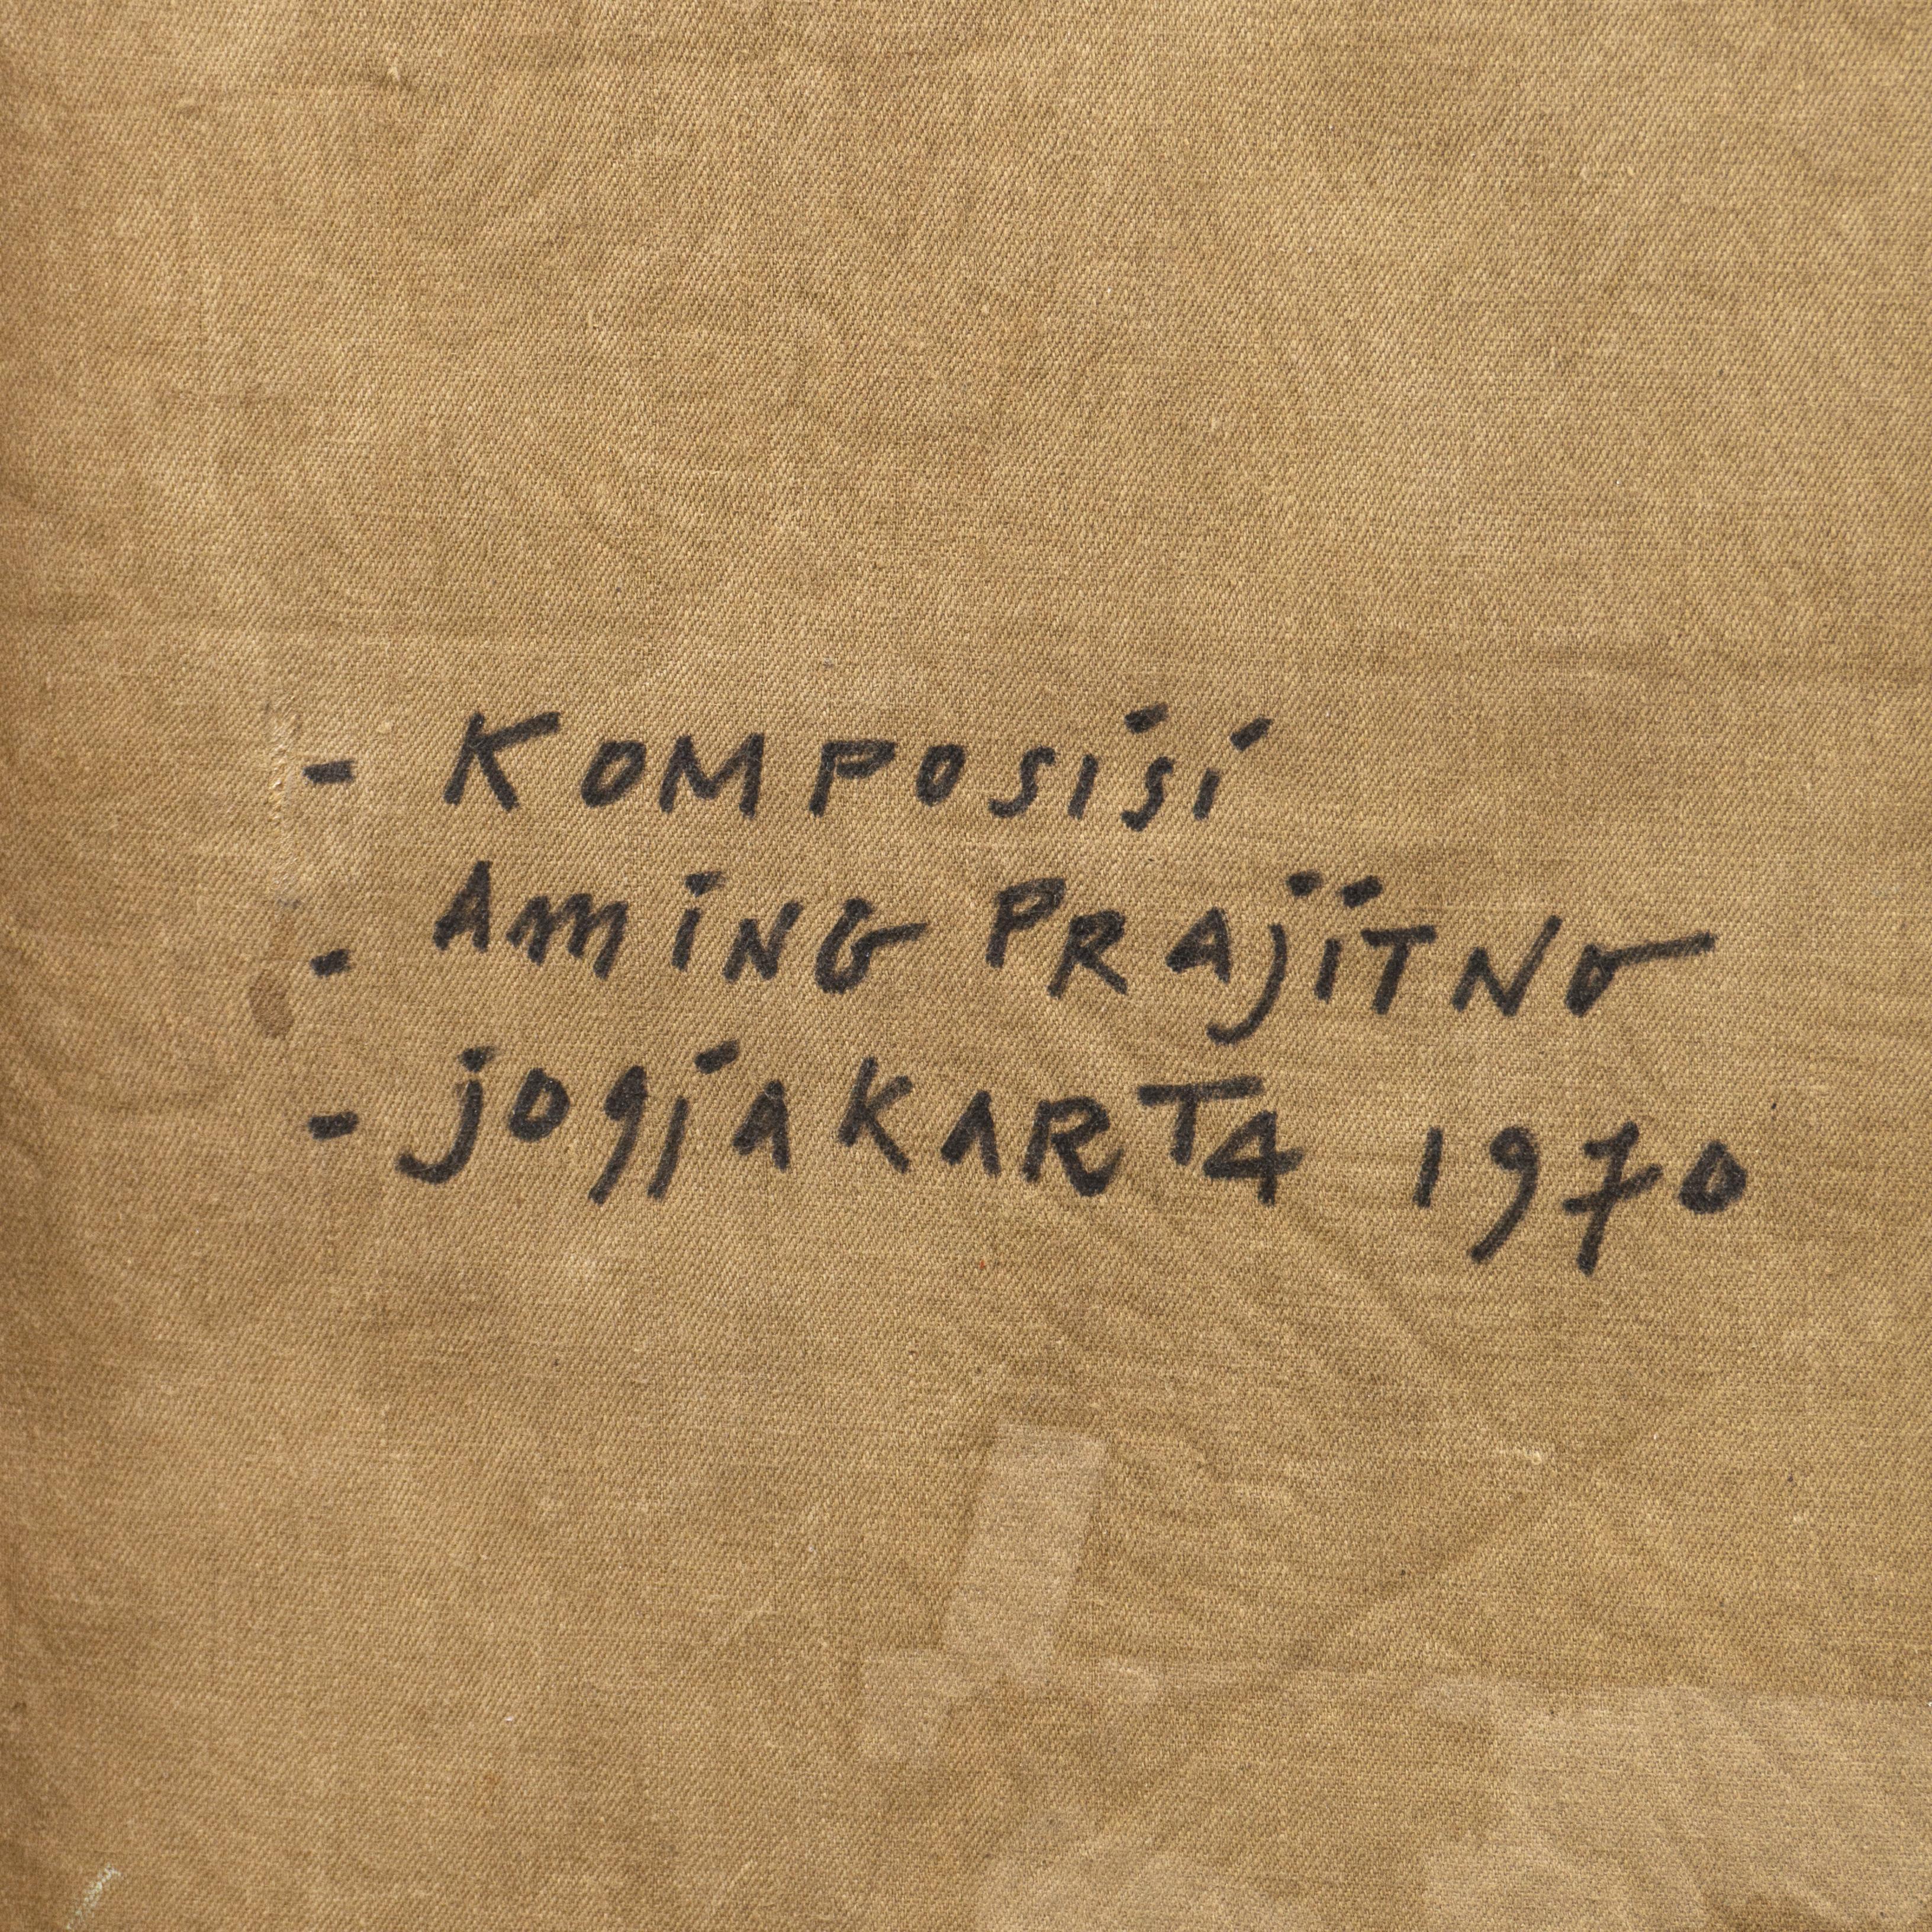 - KOMPOSiSi
- AMiNG PRAjiTNO
- jOgjAKARTA 1970